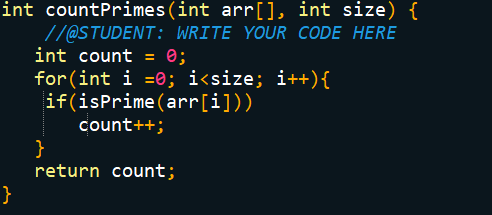 int countPrimes(int arr[], int size) {
//@STUDENT: WRITE YOUR CODE HERE
int count = 0;
for(int i =0; i<size; i++){
if(isPrime(arr[i]))
count++;
}
return count;
}